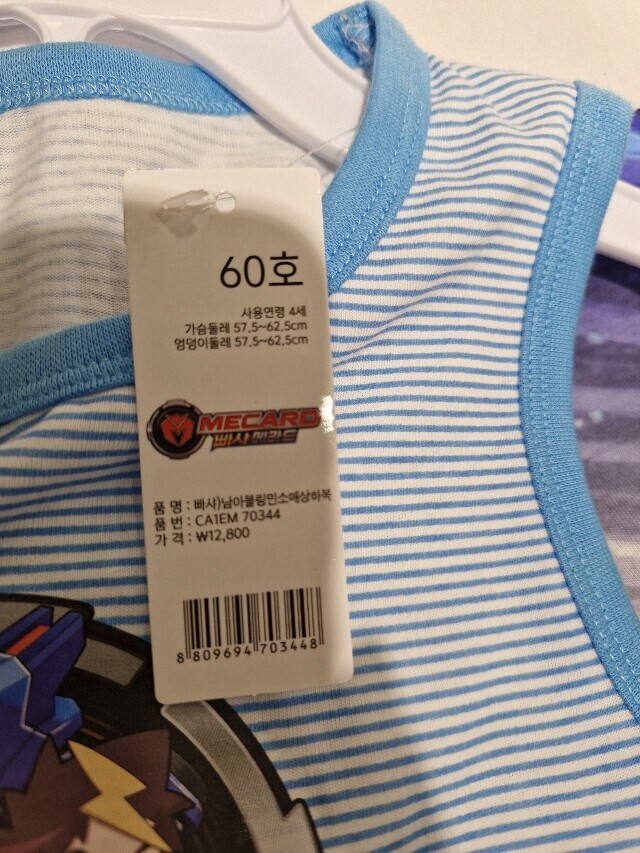 60호
사용연령 4세
가슴둘레 57.5~62.5cm
엉덩이둘레 57.5~62.5cm
MECARD
빠샤메카드
품 명 : 빠샤)남아블링민소매상하복
품 번 : CA1EM 70344
가 격 : ₩12,800
8 809694 703448